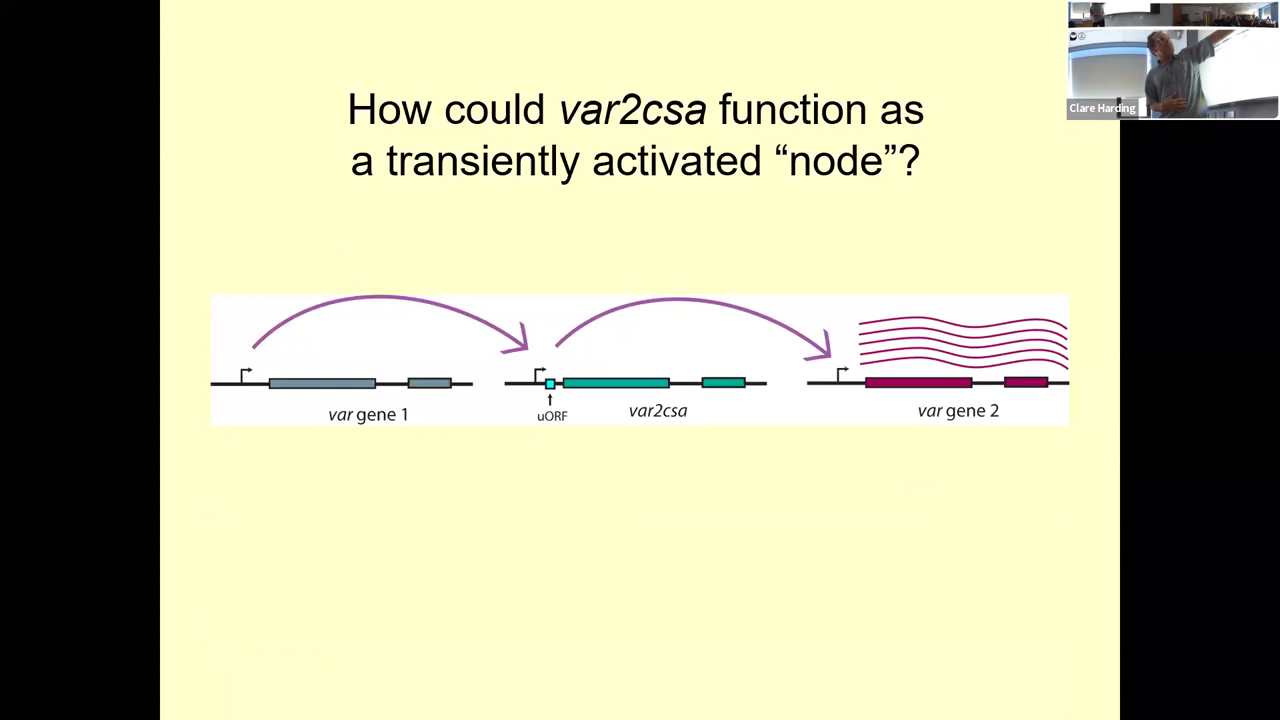 How could var2csa function as
a transiently activated “node”?
var gene 1
uORF
var2csa
var gene 2
Clare Harding